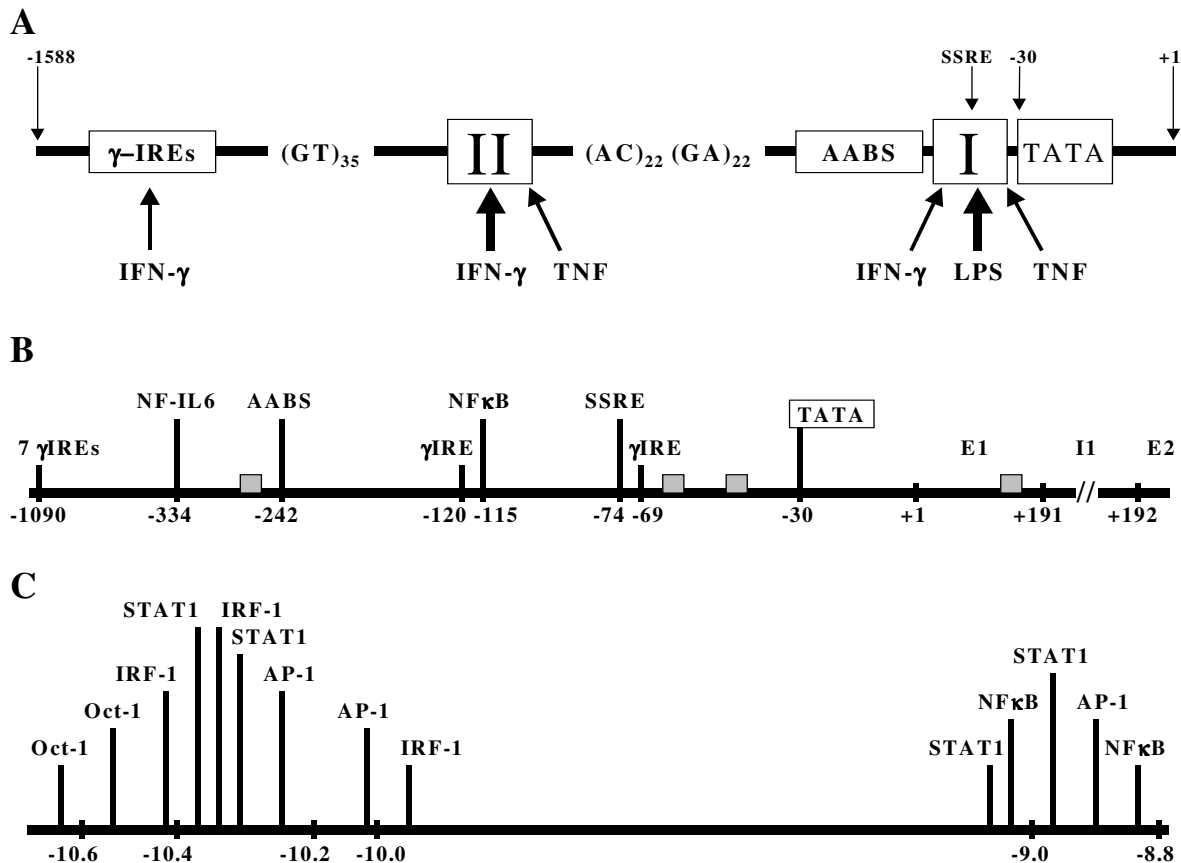 A
-1588 SSRE -30 +1
γ–IREs (GT)35 II (AC)22 (GA)22 AABS I TATA
IFN-γ IFN-γ TNF IFN-γ LPS TNF
B
NF-IL6 AABS NFκB SSRE TATA
7 γIREs γIRE γIRE E1 I1 E2
//
-1090 -334 -242 -120 -115 -74 -69 -30 +1 +191 +192
C
STAT1 IRF-1
STAT1
STAT1
IRF-1 AP-1 NFκB AP-1
Oct-1 AP-1
Oct-1 IRF-1 STAT1 NFκB
-10.6 -10.4 -10.2 -10.0 -9.0 -8.8